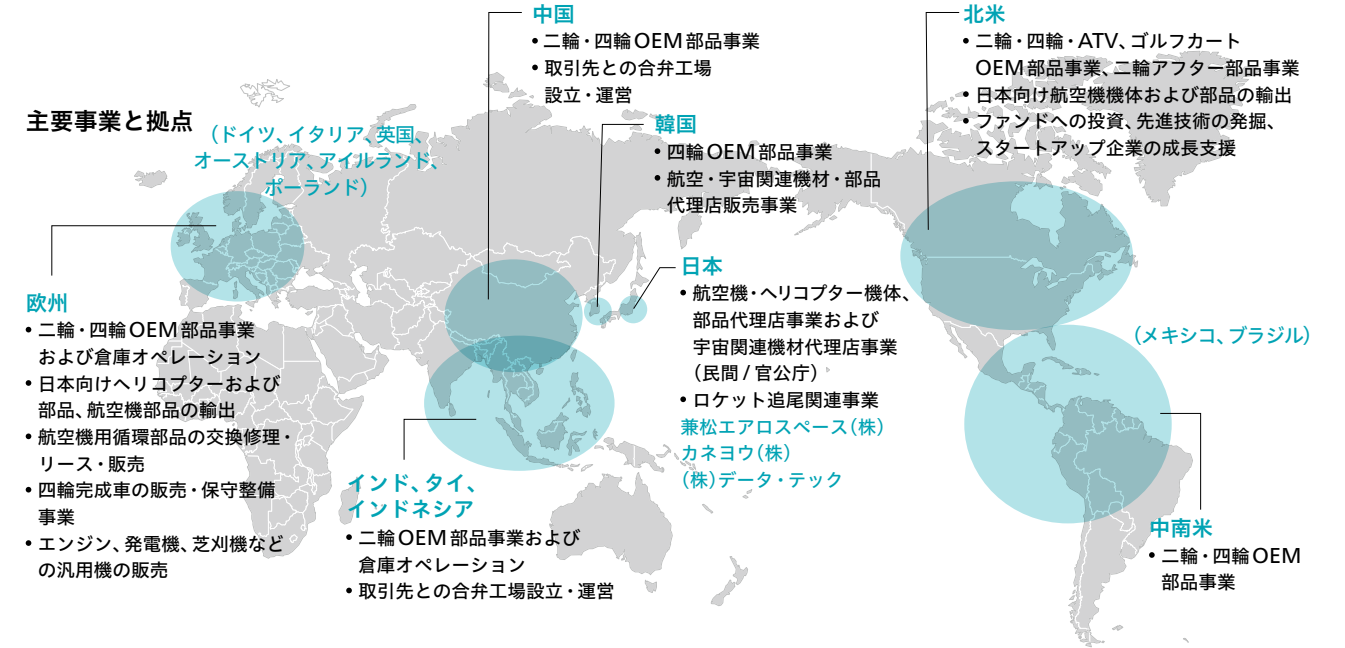 主要事業と拠点
（ドイツ、イタリア、英国、
オーストリア、アイルランド、
ポーランド）
欧州
• 二輪・四輪OEM部品事業
および倉庫オペレーション
• 日本向けヘリコプターおよび
部品、航空機部品の輸出
• 航空機用循環部品の交換修理・
リース・販売
• 四輪完成車の販売・保守整備
事業
• エンジン、発電機、芝刈機など
の汎用機の販売
中国
• 二輪・四輪OEM部品事業
• 取引先との合弁工場
設立・運営
韓国
• 四輪OEM部品事業
• 航空・宇宙関連機材・部品
代理店販売事業
日本
• 航空機・ヘリコプター機体、
部品代理店事業および
宇宙関連機材代理店事業
（民間 / 官公庁）
• ロケット追尾関連事業
兼松エアロスペース（株）
カネヨウ（株）
（株）データ・テック
インド、タイ、
インドネシア
• 二輪OEM部品事業および
倉庫オペレーション
• 取引先との合弁工場設立・運営
北米
• 二輪・四輪・ATV、ゴルフカート
OEM部品事業、二輪アフター部品事業
• 日本向け航空機機体および部品の輸出
• ファンドへの投資、先進技術の発掘、
スタートアップ企業の成長支援
（メキシコ、ブラジル）
中南米
• 二輪・四輪OEM
部品事業